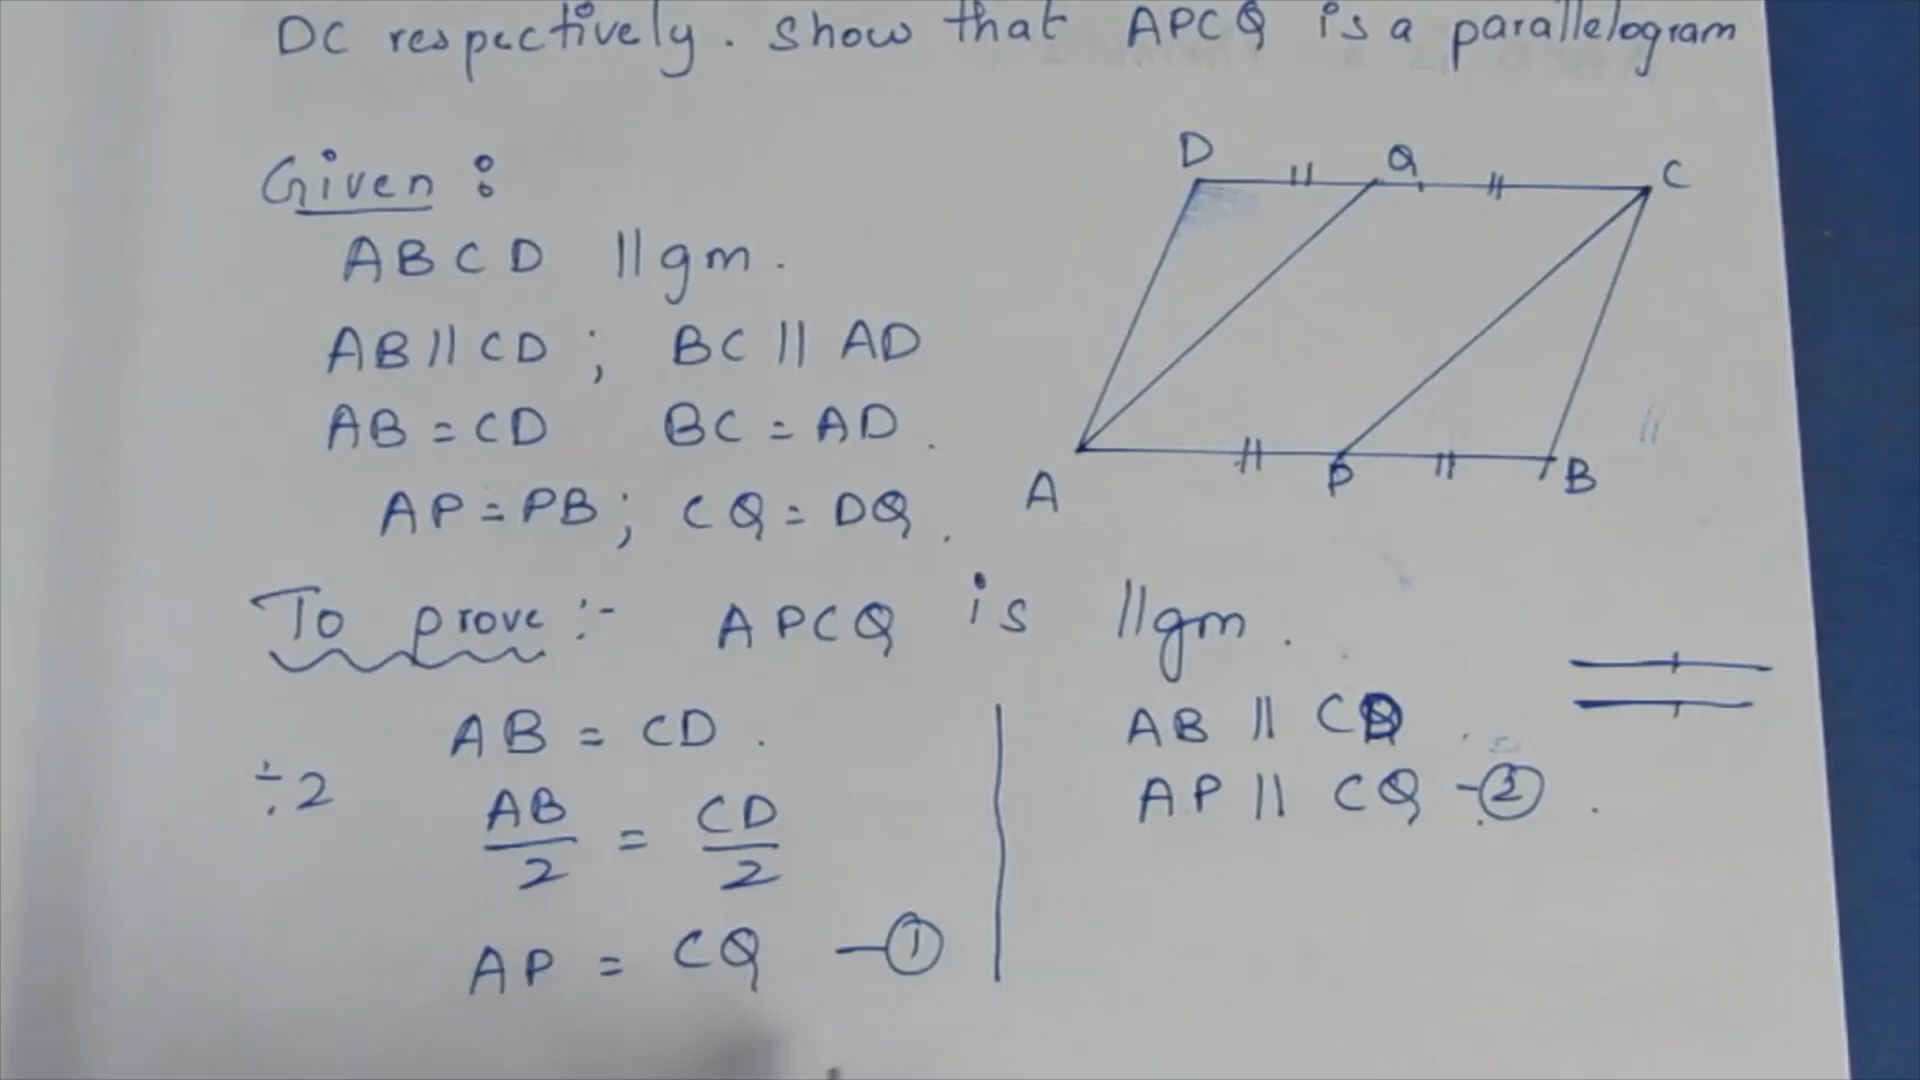 DC respectively. Show that APCQ is a parallelogram
Given :
ABCD ||gm.
AB || CD ; BC || AD
AB = CD BC = AD.
AP = PB; CQ = DQ.
D Q C
A P B
To prove :- APCQ is ||gm.
AB = CD.
÷2
AB/2 = CD/2
AP = CQ —①
AB || CD
AP || CQ -②.